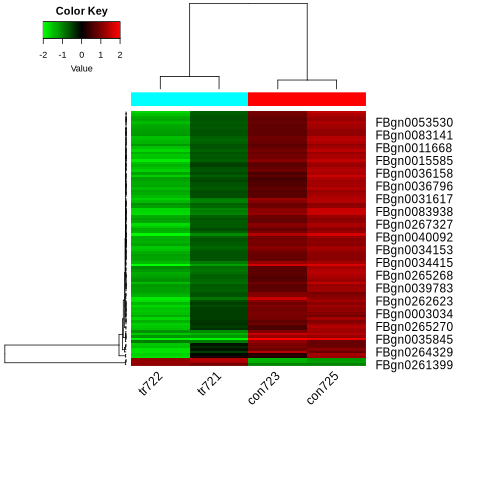 Color Key
-2 -1 0 1 2
Value
FBgn0053530
FBgn0083141
FBgn0011668
FBgn0015585
FBgn0036158
FBgn0036796
FBgn0031617
FBgn0083938
FBgn0267327
FBgn0040092
FBgn0034153
FBgn0034415
FBgn0265268
FBgn0039783
FBgn0262623
FBgn0003034
FBgn0265270
FBgn0035845
FBgn0264329
FBgn0261399
tr722 tr721 con723 con725